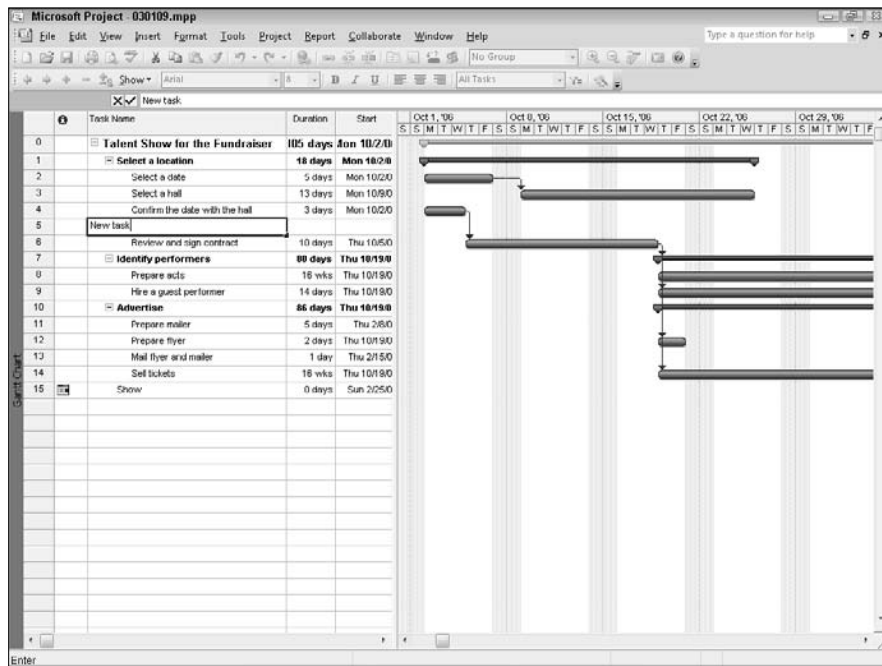 Microsoft Project - 030109.mpp
File Edit View Insert Format Tools Project Report Collaborate Window Help
Type a question for help
No Group
Show Arial 8 B I U All Tasks
New task
Task Name Duration Start
Oct 1, '06 Oct 8, '06 Oct 15, '06 Oct 22, '06 Oct 29, '06
S S M T W T F S S M T W T F S S M T W T F S S M T W T F S S M T W T F
0 Talent Show for the Fundraiser 105 days Mon 10/2/0
1 Select a location 18 days Mon 10/2/0
2 Select a date 5 days Mon 10/2/0
3 Select a hall 13 days Mon 10/9/0
4 Confirm the date with the hall 3 days Mon 10/2/0
5 New task
6 Review and sign contract 10 days Thu 10/5/0
7 Identify performers 80 days Thu 10/19/0
8 Prepare acts 16 wks Thu 10/19/0
9 Hire a guest performer 14 days Thu 10/19/0
10 Advertise 86 days Thu 10/19/0
11 Prepare mailer 5 days Thu 2/8/0
12 Prepare flyer 2 days Thu 10/19/0
13 Mail flyer and mailer 1 day Thu 2/15/0
14 Sell tickets 16 wks Thu 10/19/0
15 Show 0 days Sun 2/25/0
Gantt Chart
Enter